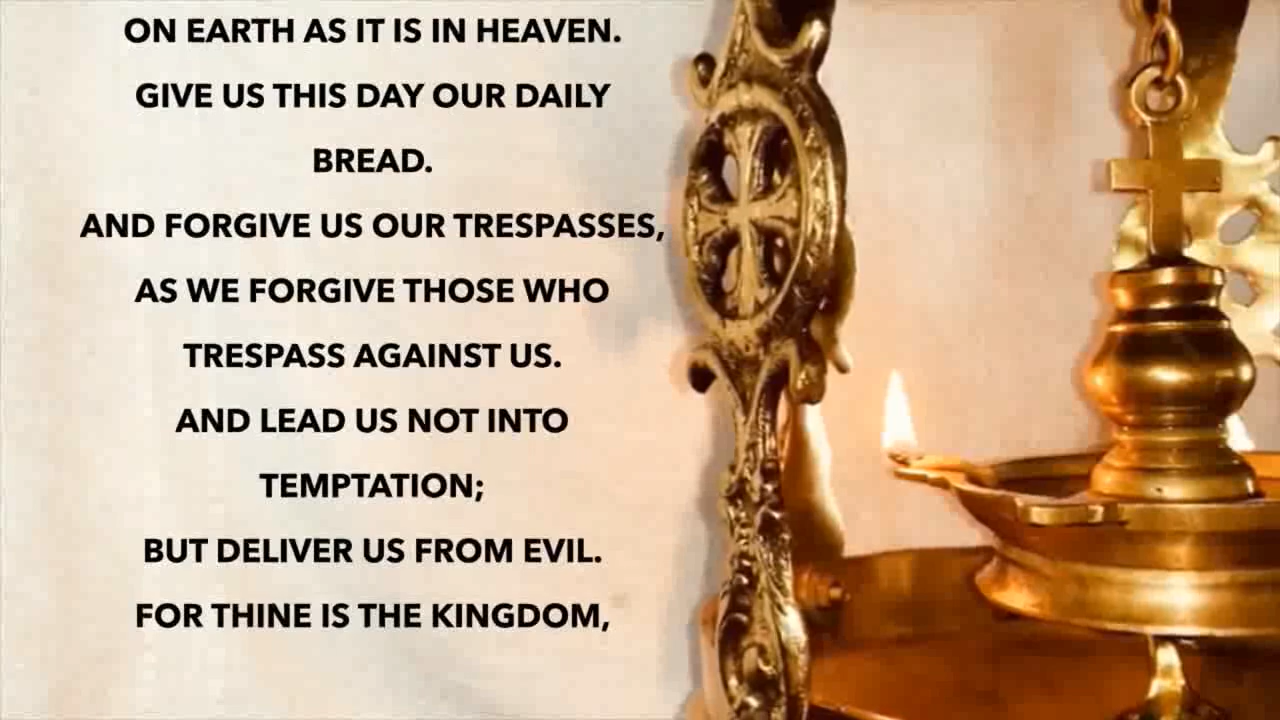 ON EARTH AS IT IS IN HEAVEN.
GIVE US THIS DAY OUR DAILY
BREAD.
AND FORGIVE US OUR TRESPASSES,
AS WE FORGIVE THOSE WHO
TRESPASS AGAINST US.
AND LEAD US NOT INTO
TEMPTATION;
BUT DELIVER US FROM EVIL.
FOR THINE IS THE KINGDOM,